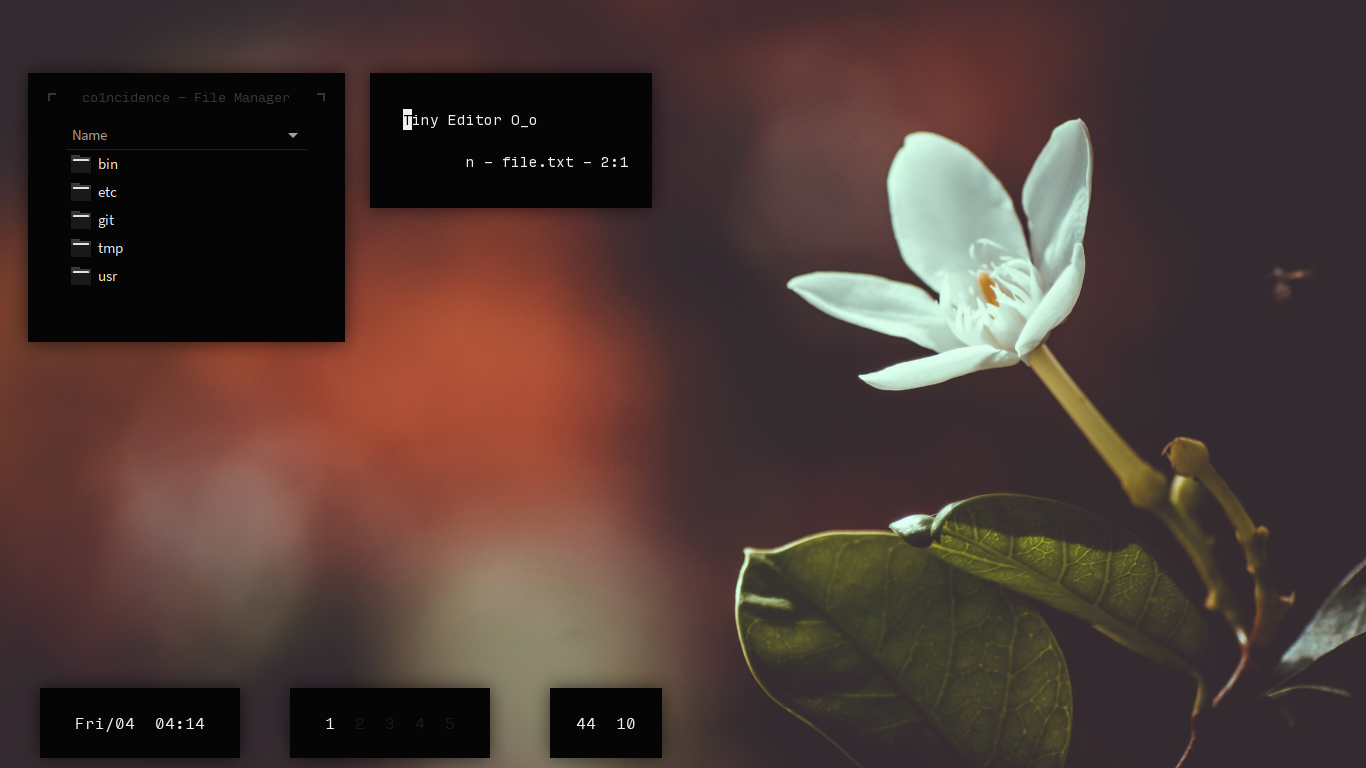 co1ncidence - File Manager
Name
bin
etc
git
tmp
usr
Tiny Editor O_o
n - file.txt - 2:1
Fri/04 04:14
1 2 3 4 5
44 10